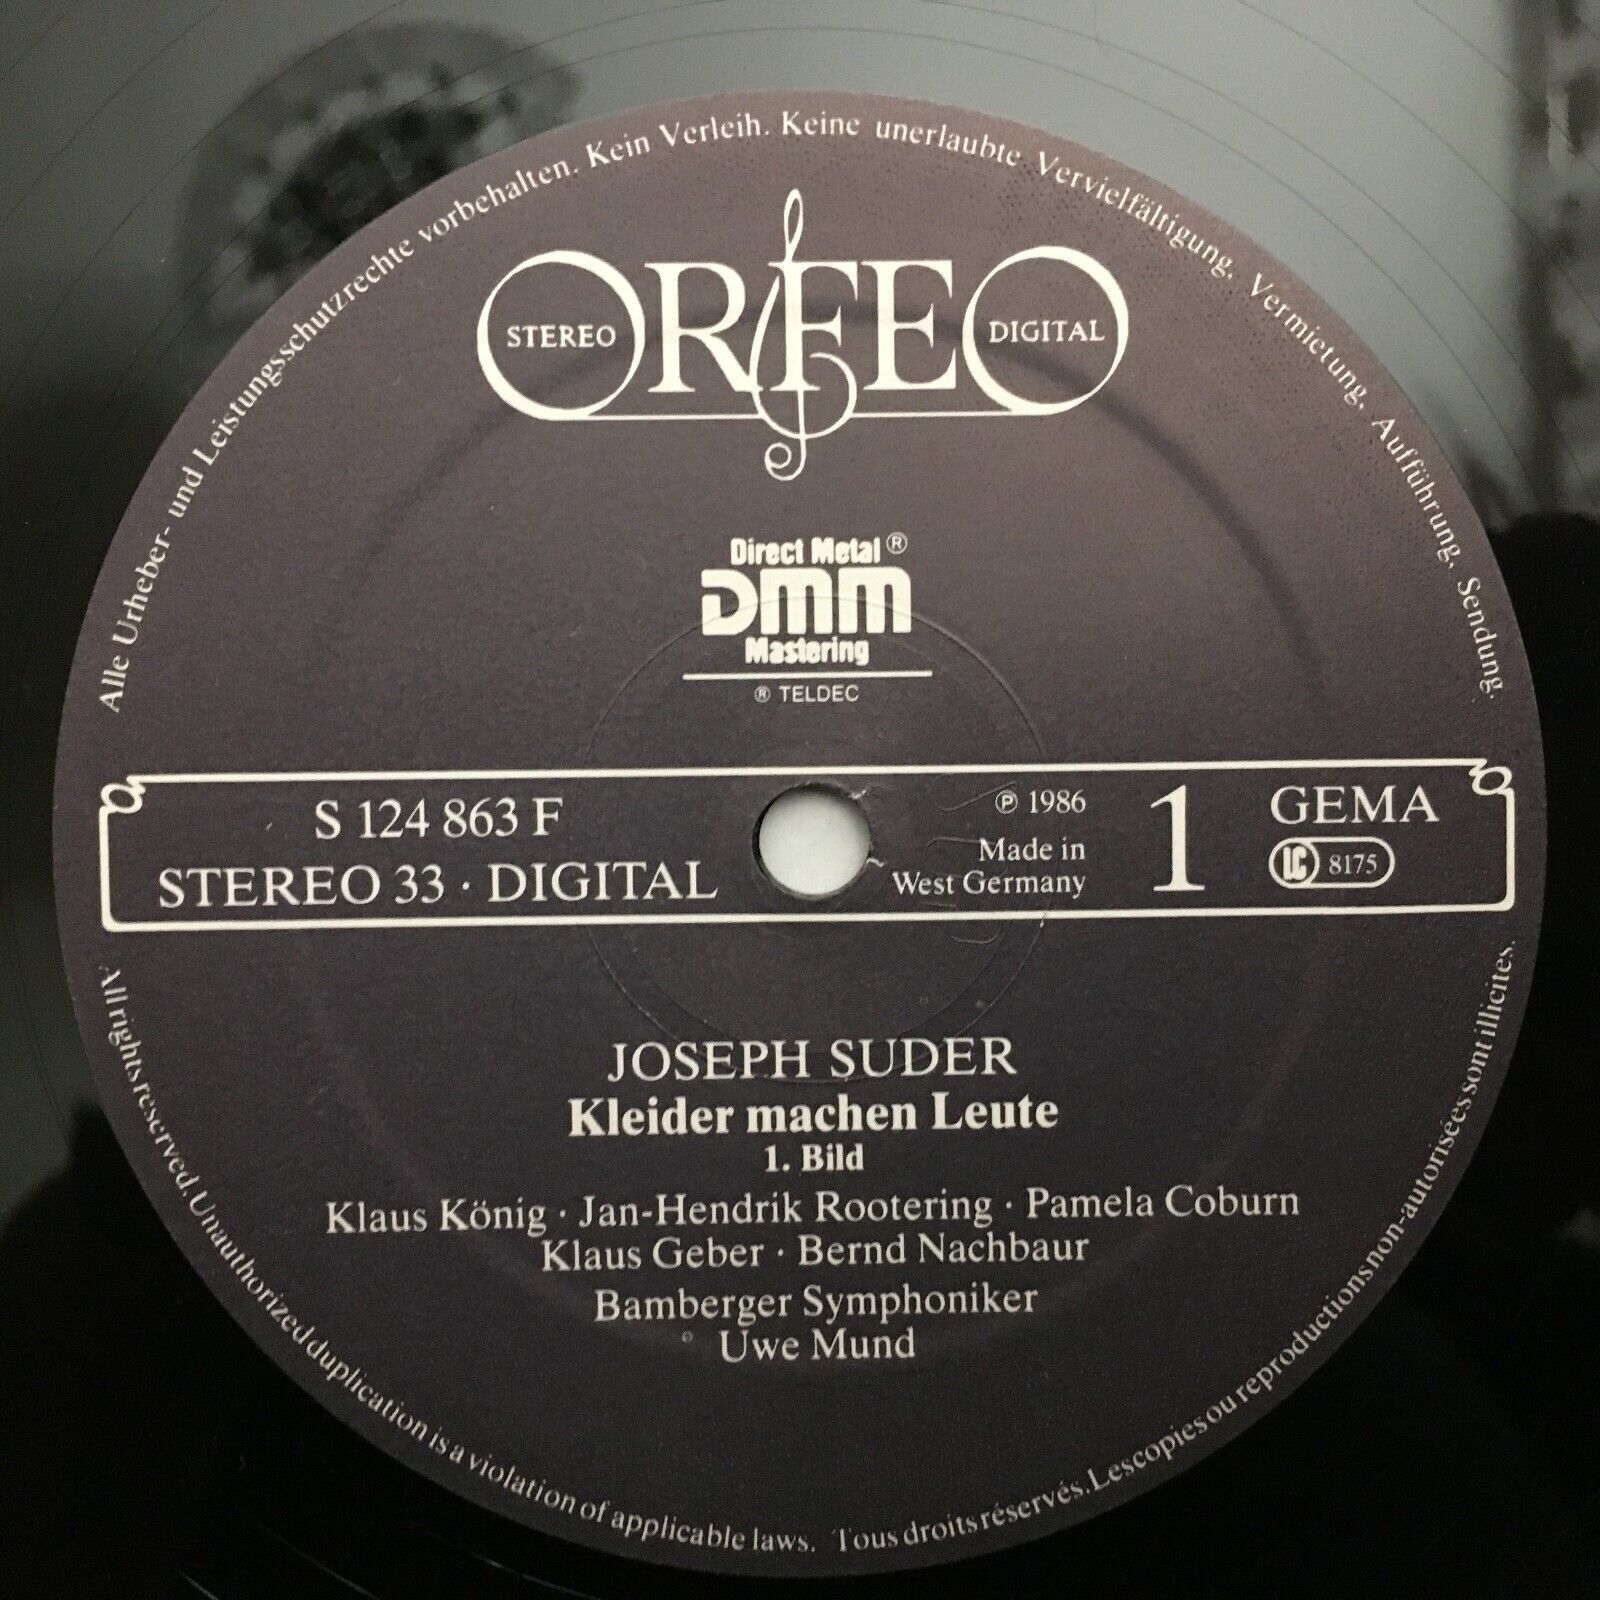 Alle Urheber- und Leistungsschutzrechte vorbehalten. Kein Verleih. Keine unerlaubte Vervielfältigung, Vermietung, Aufführung, Sendung.
ORFEO
STEREO
DIGITAL
Direct Metal ®
DMM
Mastering
® TELDEC
S 124 863 F
STEREO 33 · DIGITAL
℗ 1986
Made in
West Germany
1
GEMA
LC 8175
JOSEPH SUDER
Kleider machen Leute
1. Bild
Klaus König · Jan-Hendrik Rootering · Pamela Coburn
Klaus Geber · Bernd Nachbaur
Bamberger Symphoniker
Uwe Mund
All rights reserved. Unauthorized duplication is a violation of applicable laws. Tous droits réservés. Les copies ou reproductions non-autorisées sont illicites.